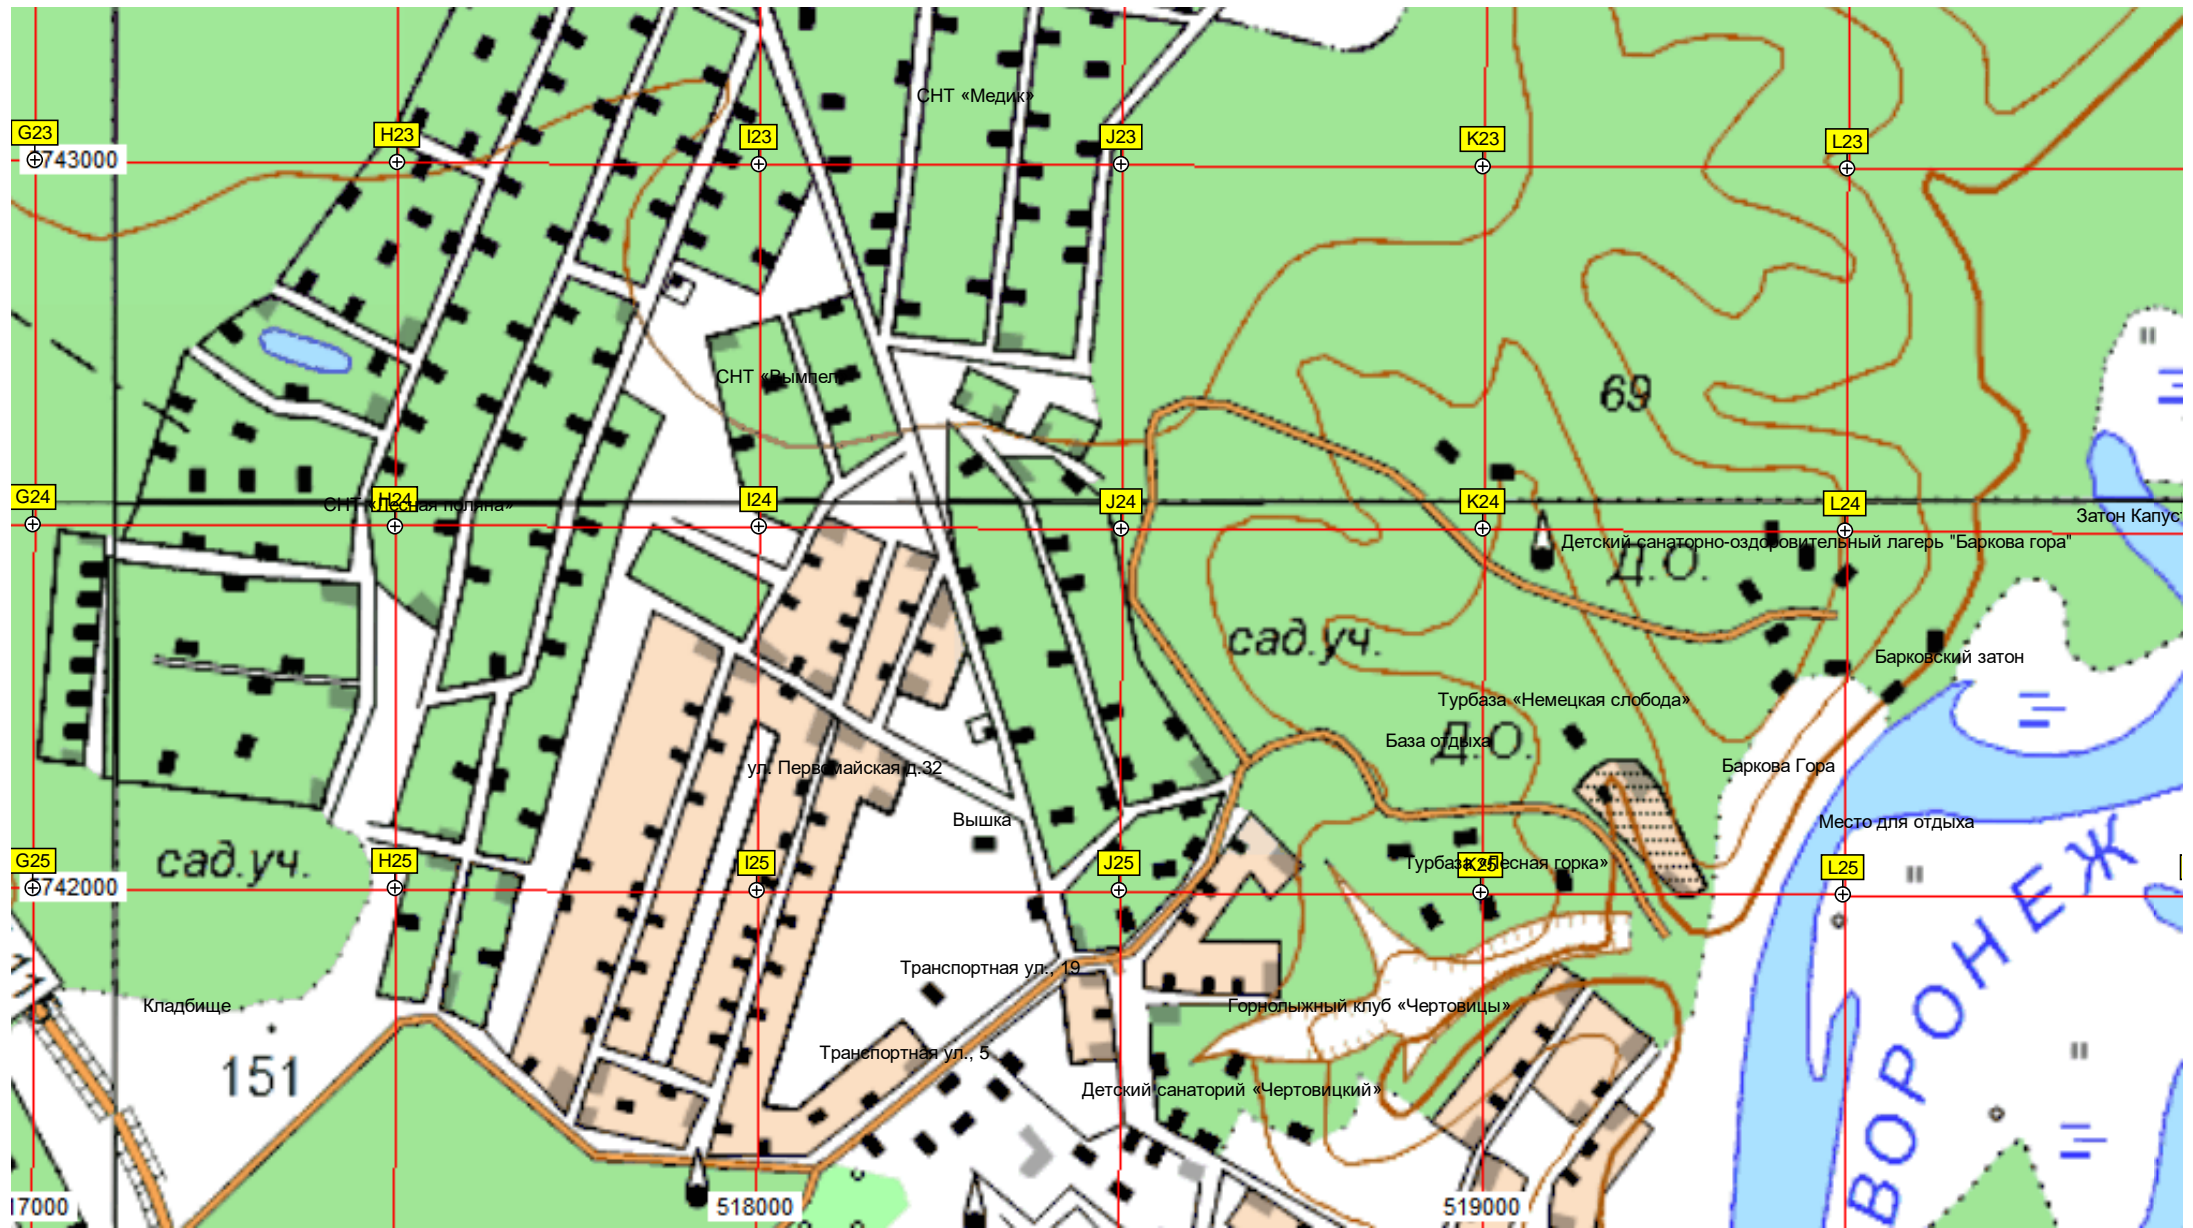 СНТ «Медик»
G23
H23
I23
J23
K23
L23
743000
СНТ «Вымпел
69
G24
H24
I24
J24
K24
L24
СНТ «Лесная поляна»
Затон Капус
Детский санаторно-оздоровительный лагерь "Баркова гора"
Д.О.
сад.уч.
Барковский затон
Турбаза «Немецкая слобода»
База отдыха
Д.О.
ул. Первомайская д.32
Баркова Гора
Вышка
Место для отдыха
сад.уч.
G25
H25
I25
J25
K25
L25
Турбаза «Лесная горка»
742000
ВОРОНЕЖ
Транспортная ул., 19
Кладбище
Горнолыжный клуб «Чертовицы»
151
Транспортная ул., 5
Детский санаторий «Чертовицкий»
17000
518000
519000